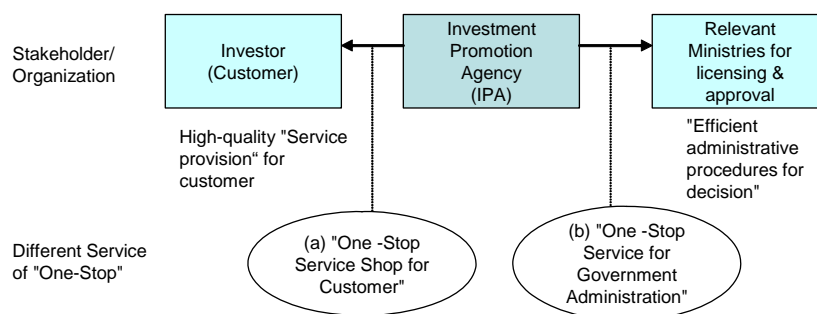 Stakeholder/
Organization
Investor
(Customer)
Investment
Promotion
Agency
(IPA)
Relevant
Ministries for
licensing &
approval
High-quality "Service
provision“ for
customer
"Efficient
administrative
procedures for
decision"
Different Service
of "One-Stop"
(a) "One -Stop
Service Shop for
Customer"
(b) "One -Stop
Service for
Government
Administration"